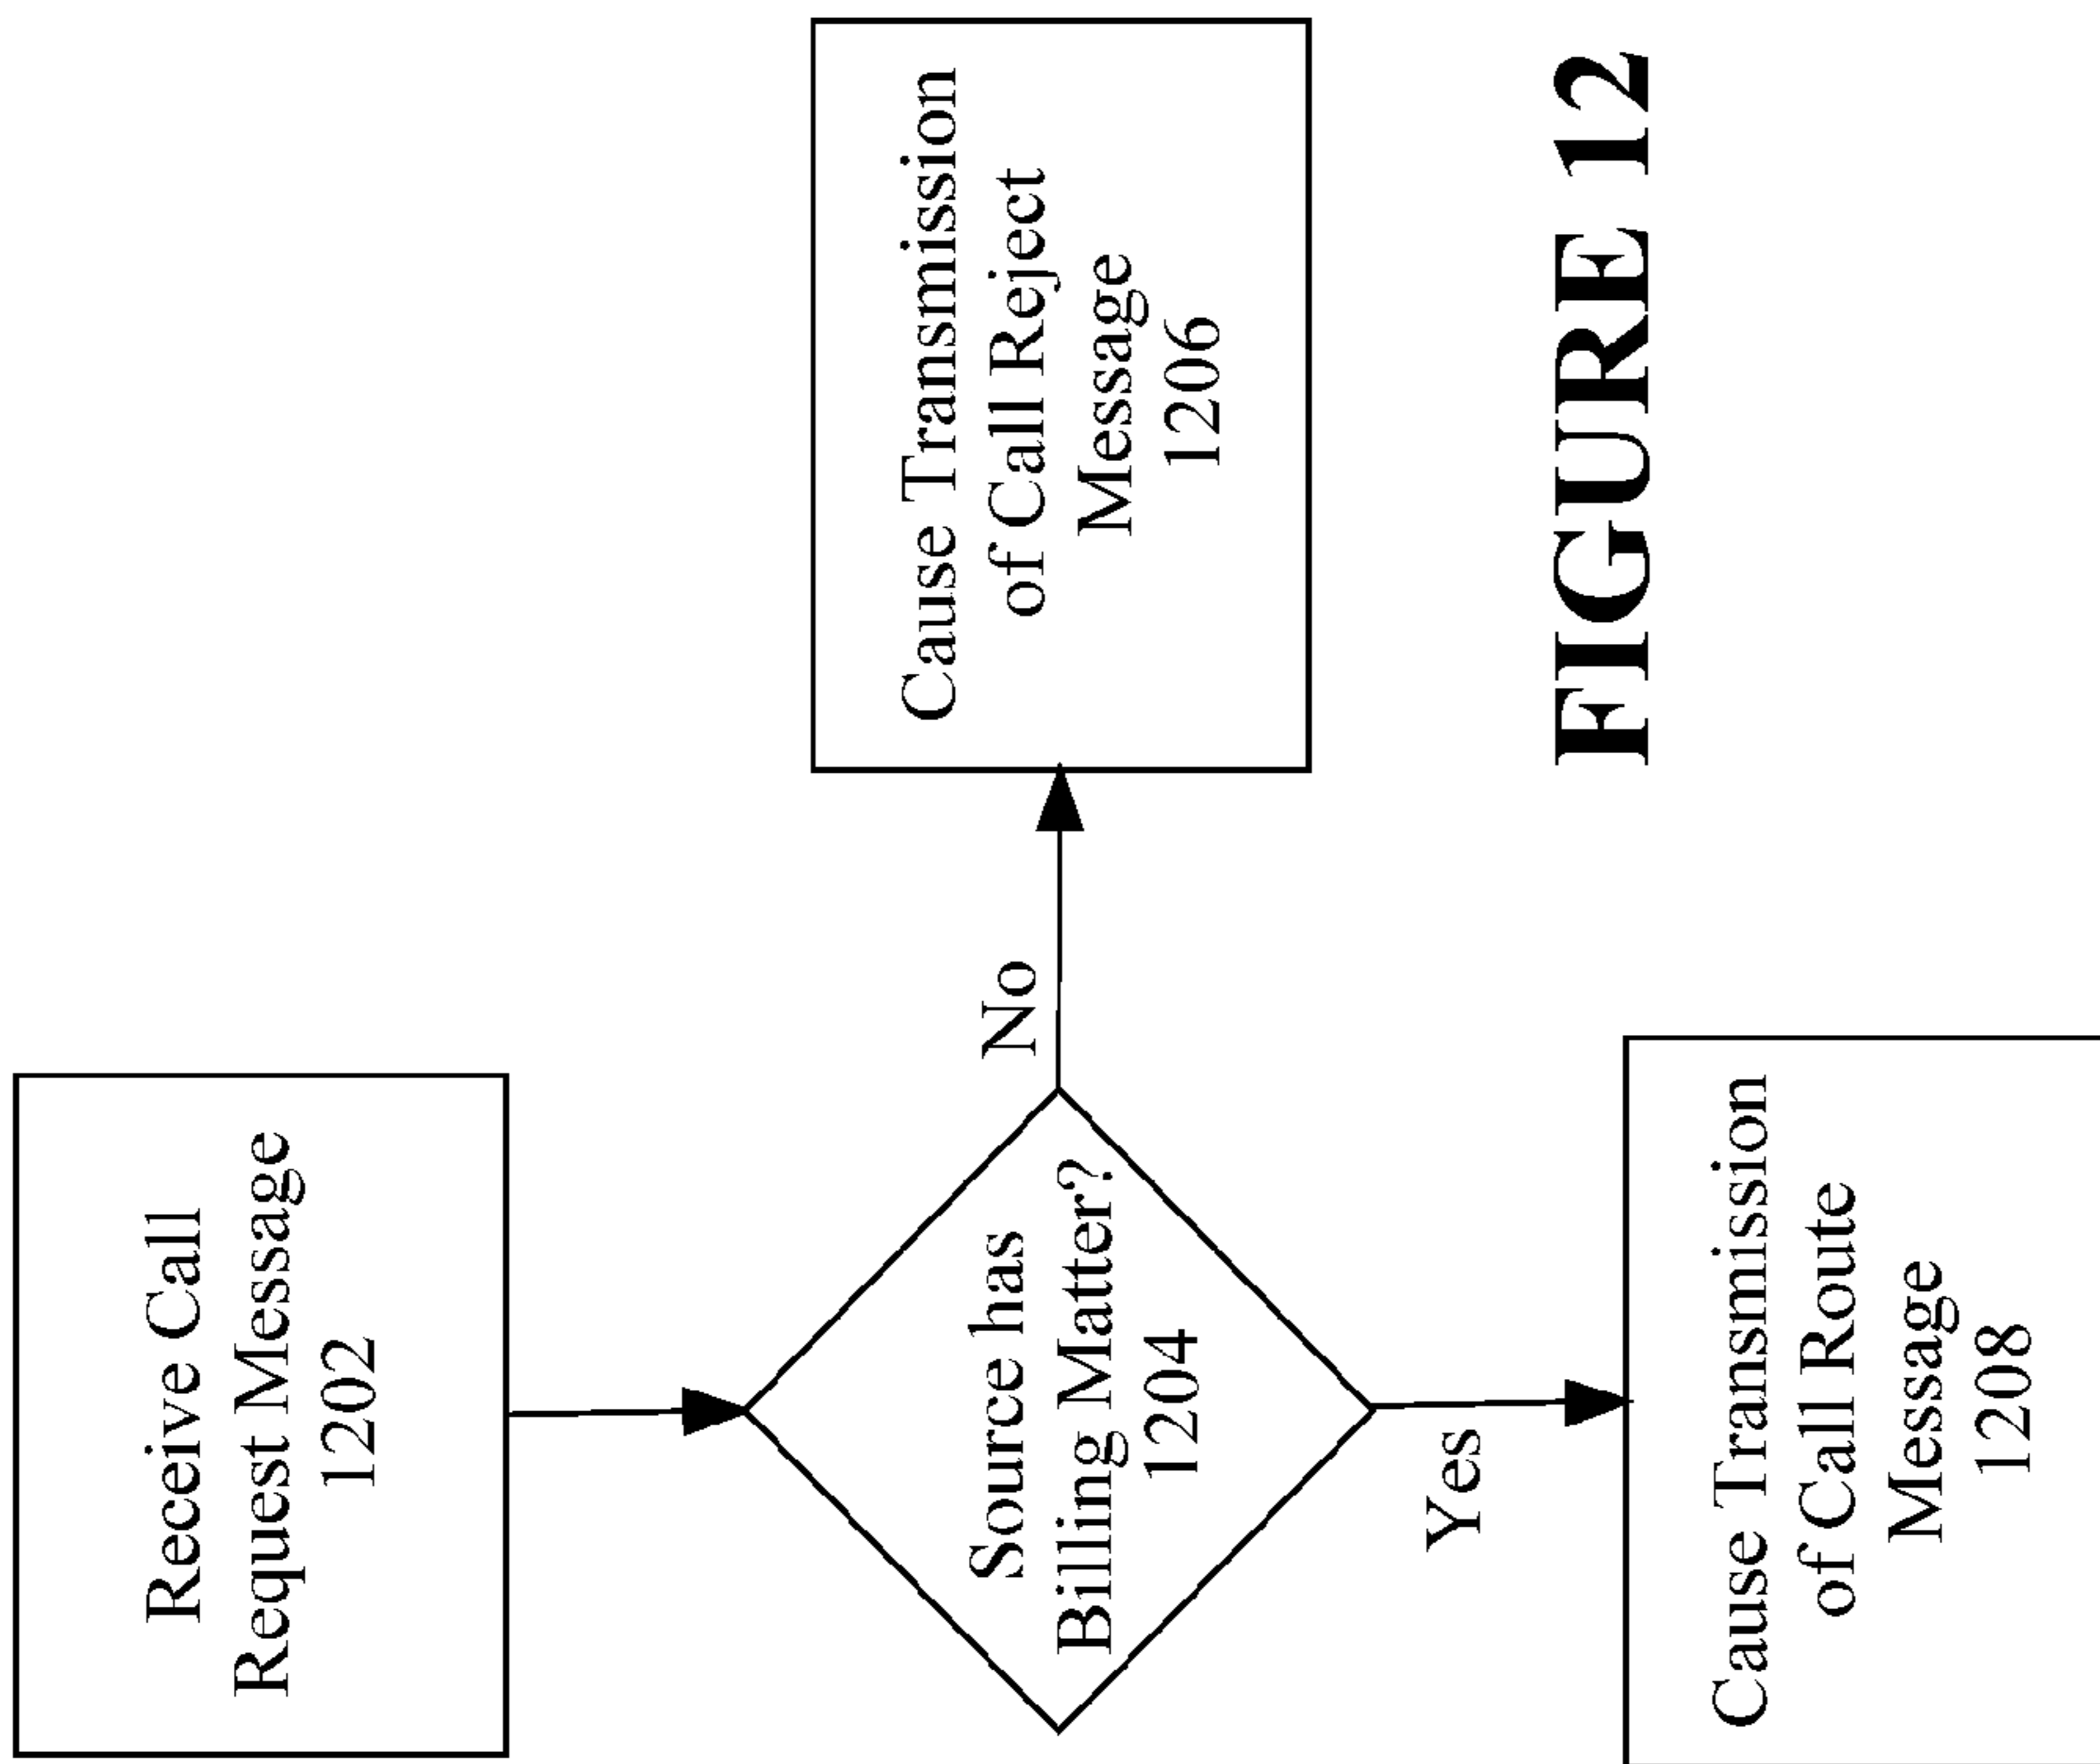 Receive Call
Request Message
1202
Source has
Billing Matter?
1204
No
Cause Transmission
of Call Reject
Message
1206
Yes
Cause Transmission
of Call Route
Message
1208
FIGURE 12